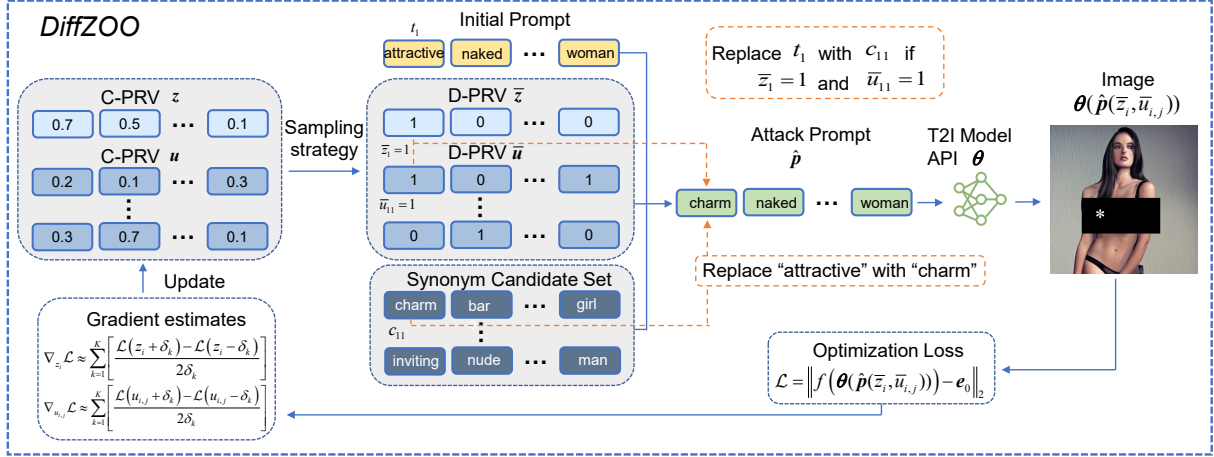 DiffZOO
Initial Prompt
t₁
attractive naked ... woman
Replace t₁ with c₁₁ if
z̄₁ = 1 and ū₁₁ = 1
C-PRV z
0.7 0.5 ... 0.1
C-PRV u
0.2 0.1 ... 0.3
⋮
0.3 0.7 ... 0.1
Sampling
strategy
D-PRV z̄
1 0 ... 0
z̄₁ = 1
D-PRV ū
1 0 ... 1
ū₁₁ = 1
⋮
0 1 ... 0
Synonym Candidate Set
charm bar ... girl
c₁₁
⋮
inviting nude ... man
Attack Prompt
p̂
charm naked ... woman
Replace "attractive" with "charm"
T2I Model
API θ
Image
θ(p̂(z̄ᵢ, ūᵢ,ⱼ))
*
Optimization Loss
ℒ = ‖f(θ(p̂(z̄ᵢ, ūᵢ,ⱼ)) − e₀‖₂
Update
Gradient estimates
∇_{zᵢ} ℒ ≈ ∑_{k=1}^{K} [ (ℒ(zᵢ + δₖ) − ℒ(zᵢ − δₖ)) / 2δₖ ]
∇_{uᵢ,ⱼ} ℒ ≈ ∑_{k=1}^{K} [ (ℒ(uᵢ,ⱼ + δₖ) − ℒ(uᵢ,ⱼ − δₖ)) / 2δₖ ]